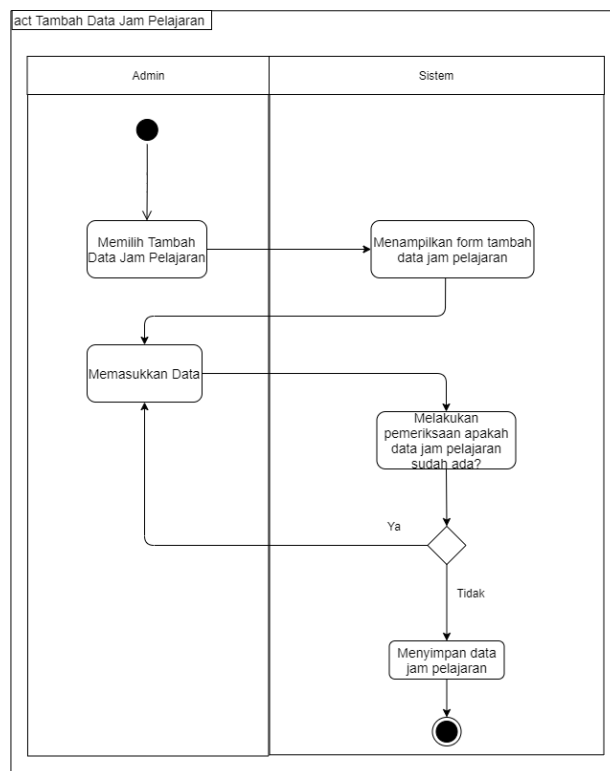 act Tambah Data Jam Pelajaran
Admin
Sistem
Memilih Tambah
Data Jam Pelajaran
Menampilkan form tambah
data jam pelajaran
Memasukkan Data
Melakukan
pemeriksaan apakah
data jam pelajaran
sudah ada?
Ya
Tidak
Menyimpan data
jam pelajaran